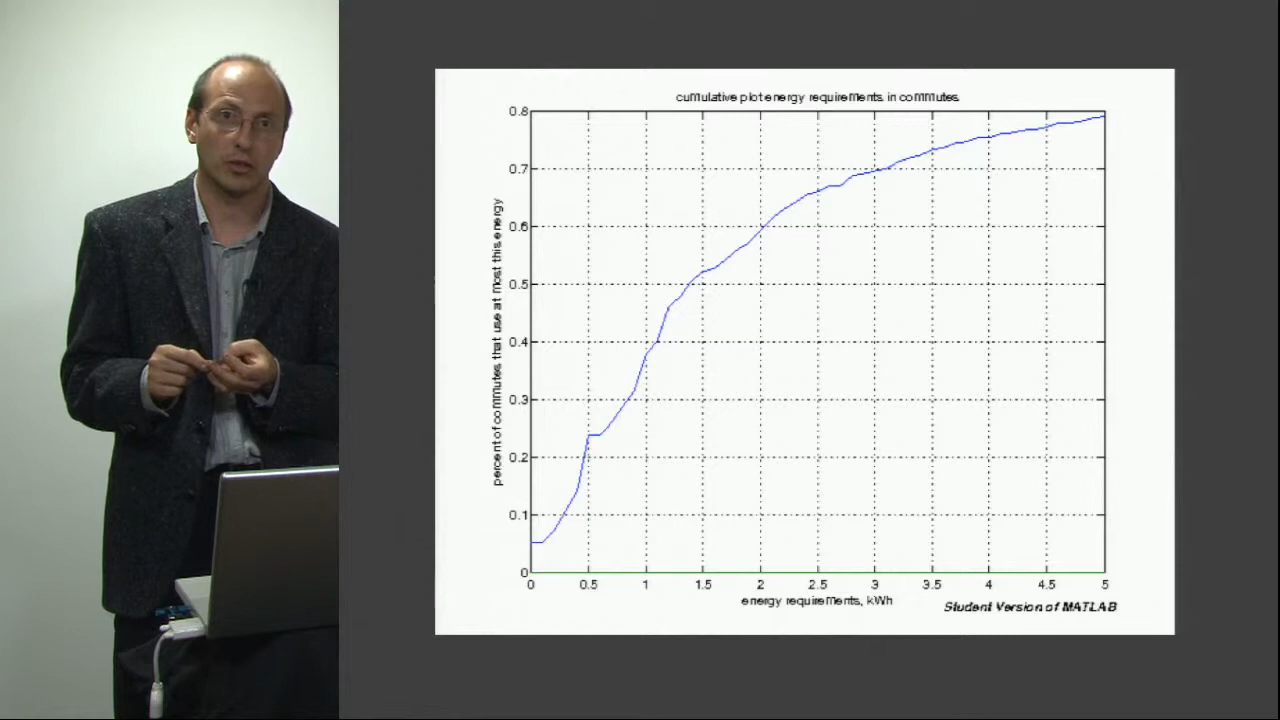 cumulative plot energy requirements in commutes
percent of commutes that use at most this energy
0.8
0.7
0.6
0.5
0.4
0.3
0.2
0.1
0
0 0.5 1 1.5 2 2.5 3 3.5 4 4.5 5
energy requirements, kWh
Student Version of MATLAB